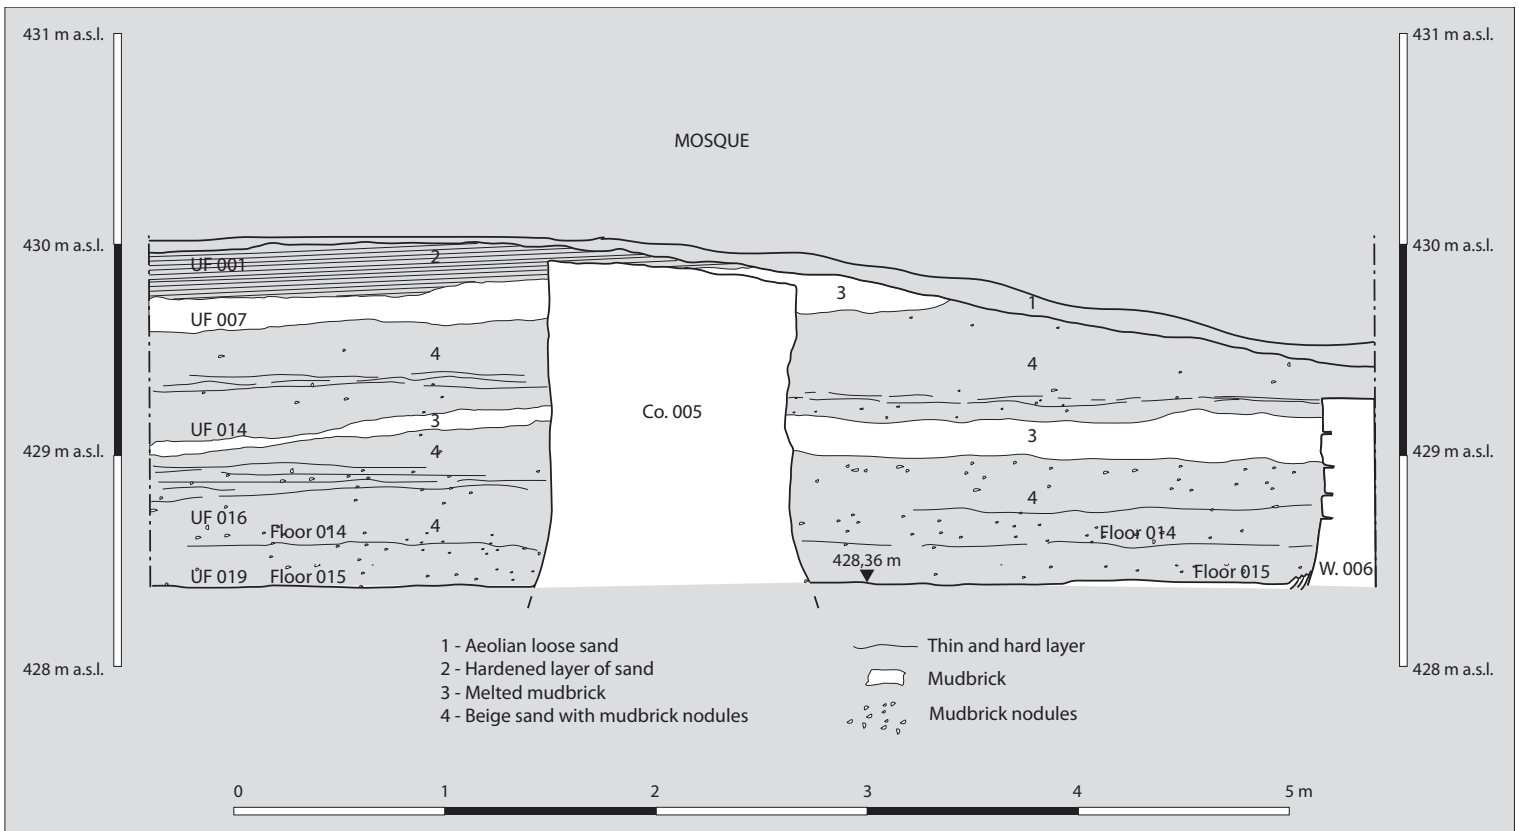 431 m a.s.l.
431 m a.s.l.
MOSQUE
430 m a.s.l.
430 m a.s.l.
2
UF 001
3
1
UF 007
4
4
Co. 005
3
UF 014
3
429 m a.s.l.
4
429 m a.s.l.
4
UF 016
4
Floor 014
Floor 014
428,36 m
UF 019 Floor 015
Floor 015
W. 006
428 m a.s.l.
428 m a.s.l.
1 - Aeolian loose sand
2 - Hardened layer of sand
3 - Melted mudbrick
4 - Beige sand with mudbrick nodules
Thin and hard layer
Mudbrick
Mudbrick nodules
0 1 2 3 4 5 m